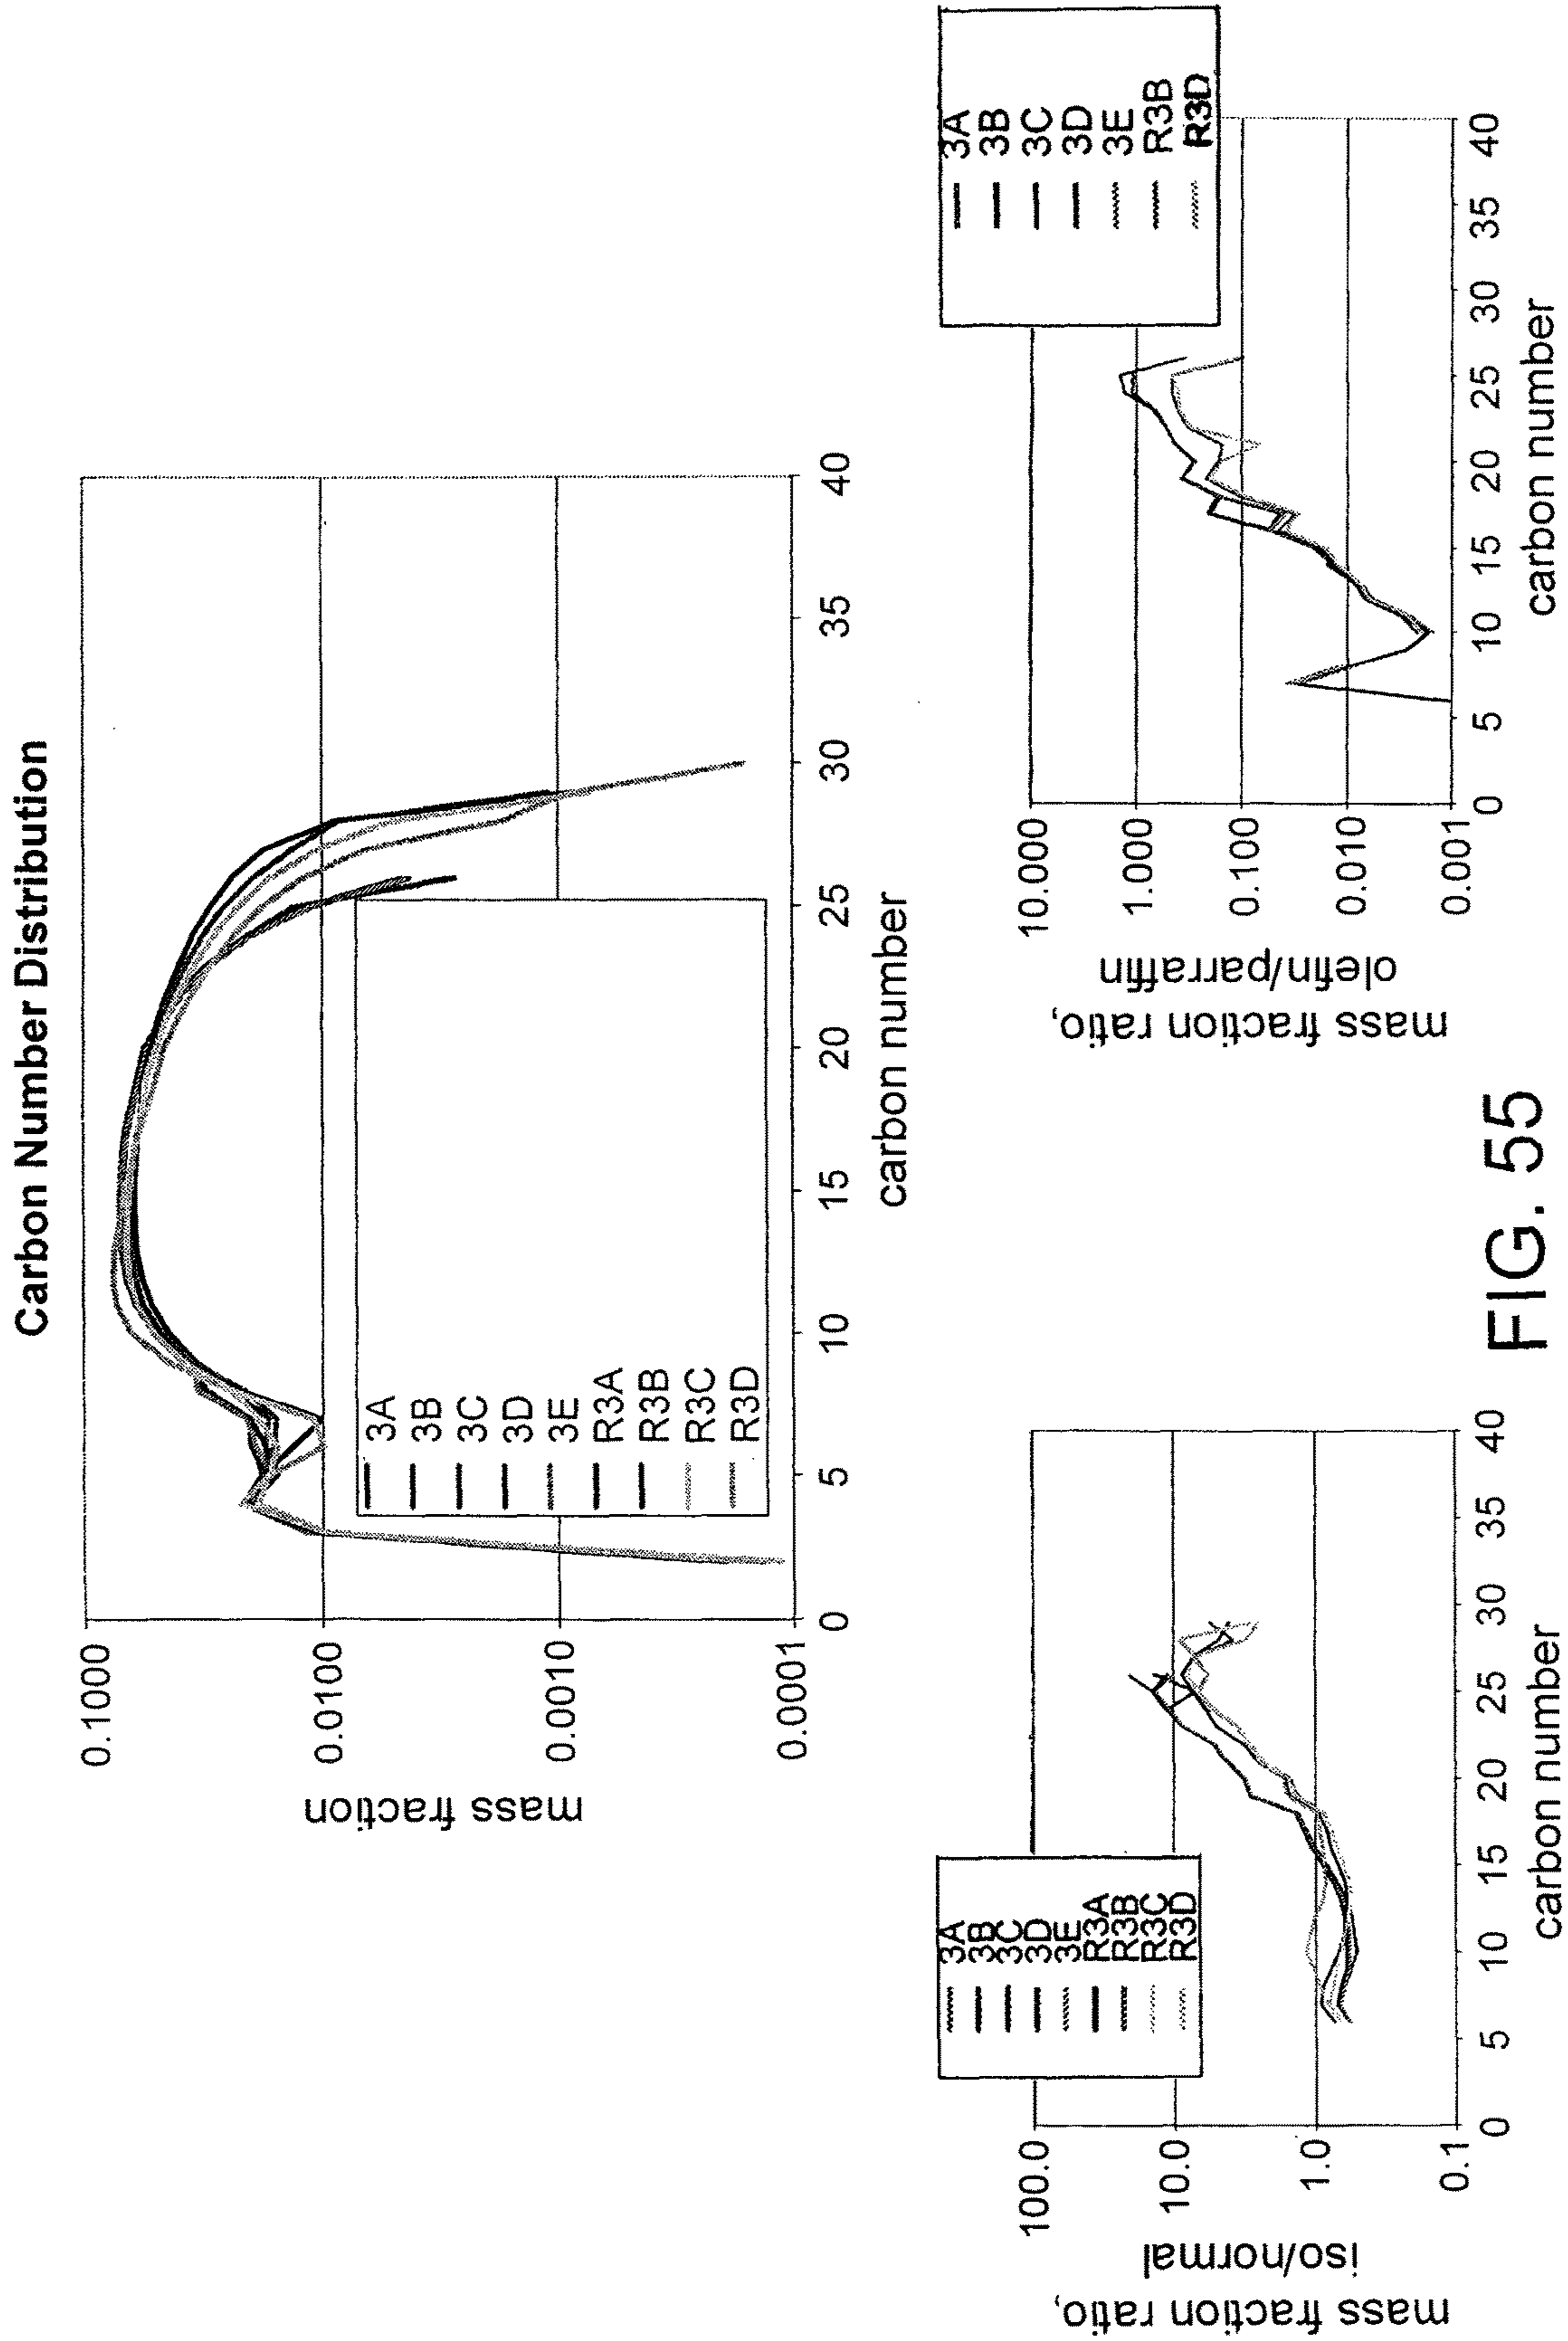 Carbon Number Distribution
mass fraction
0.1000
0.0100
0.0010
0.0001
0 5 10 15 20 25 30 35 40
carbon number
3A
3B
3C
3D
3E
R3A
R3B
R3C
R3D
mass fraction ratio,
iso/normal
100.0
10.0
1.0
0.1
0 5 10 15 20 25 30 35 40
carbon number
3A
3B
3C
3D
3E
R3A
R3B
R3C
R3D
mass fraction ratio,
olefin/parraffin
10.000
1.000
0.100
0.010
0.001
0 5 10 15 20 25 30 35 40
carbon number
3A
3B
3C
3D
3E
R3B
R3D
FIG. 55